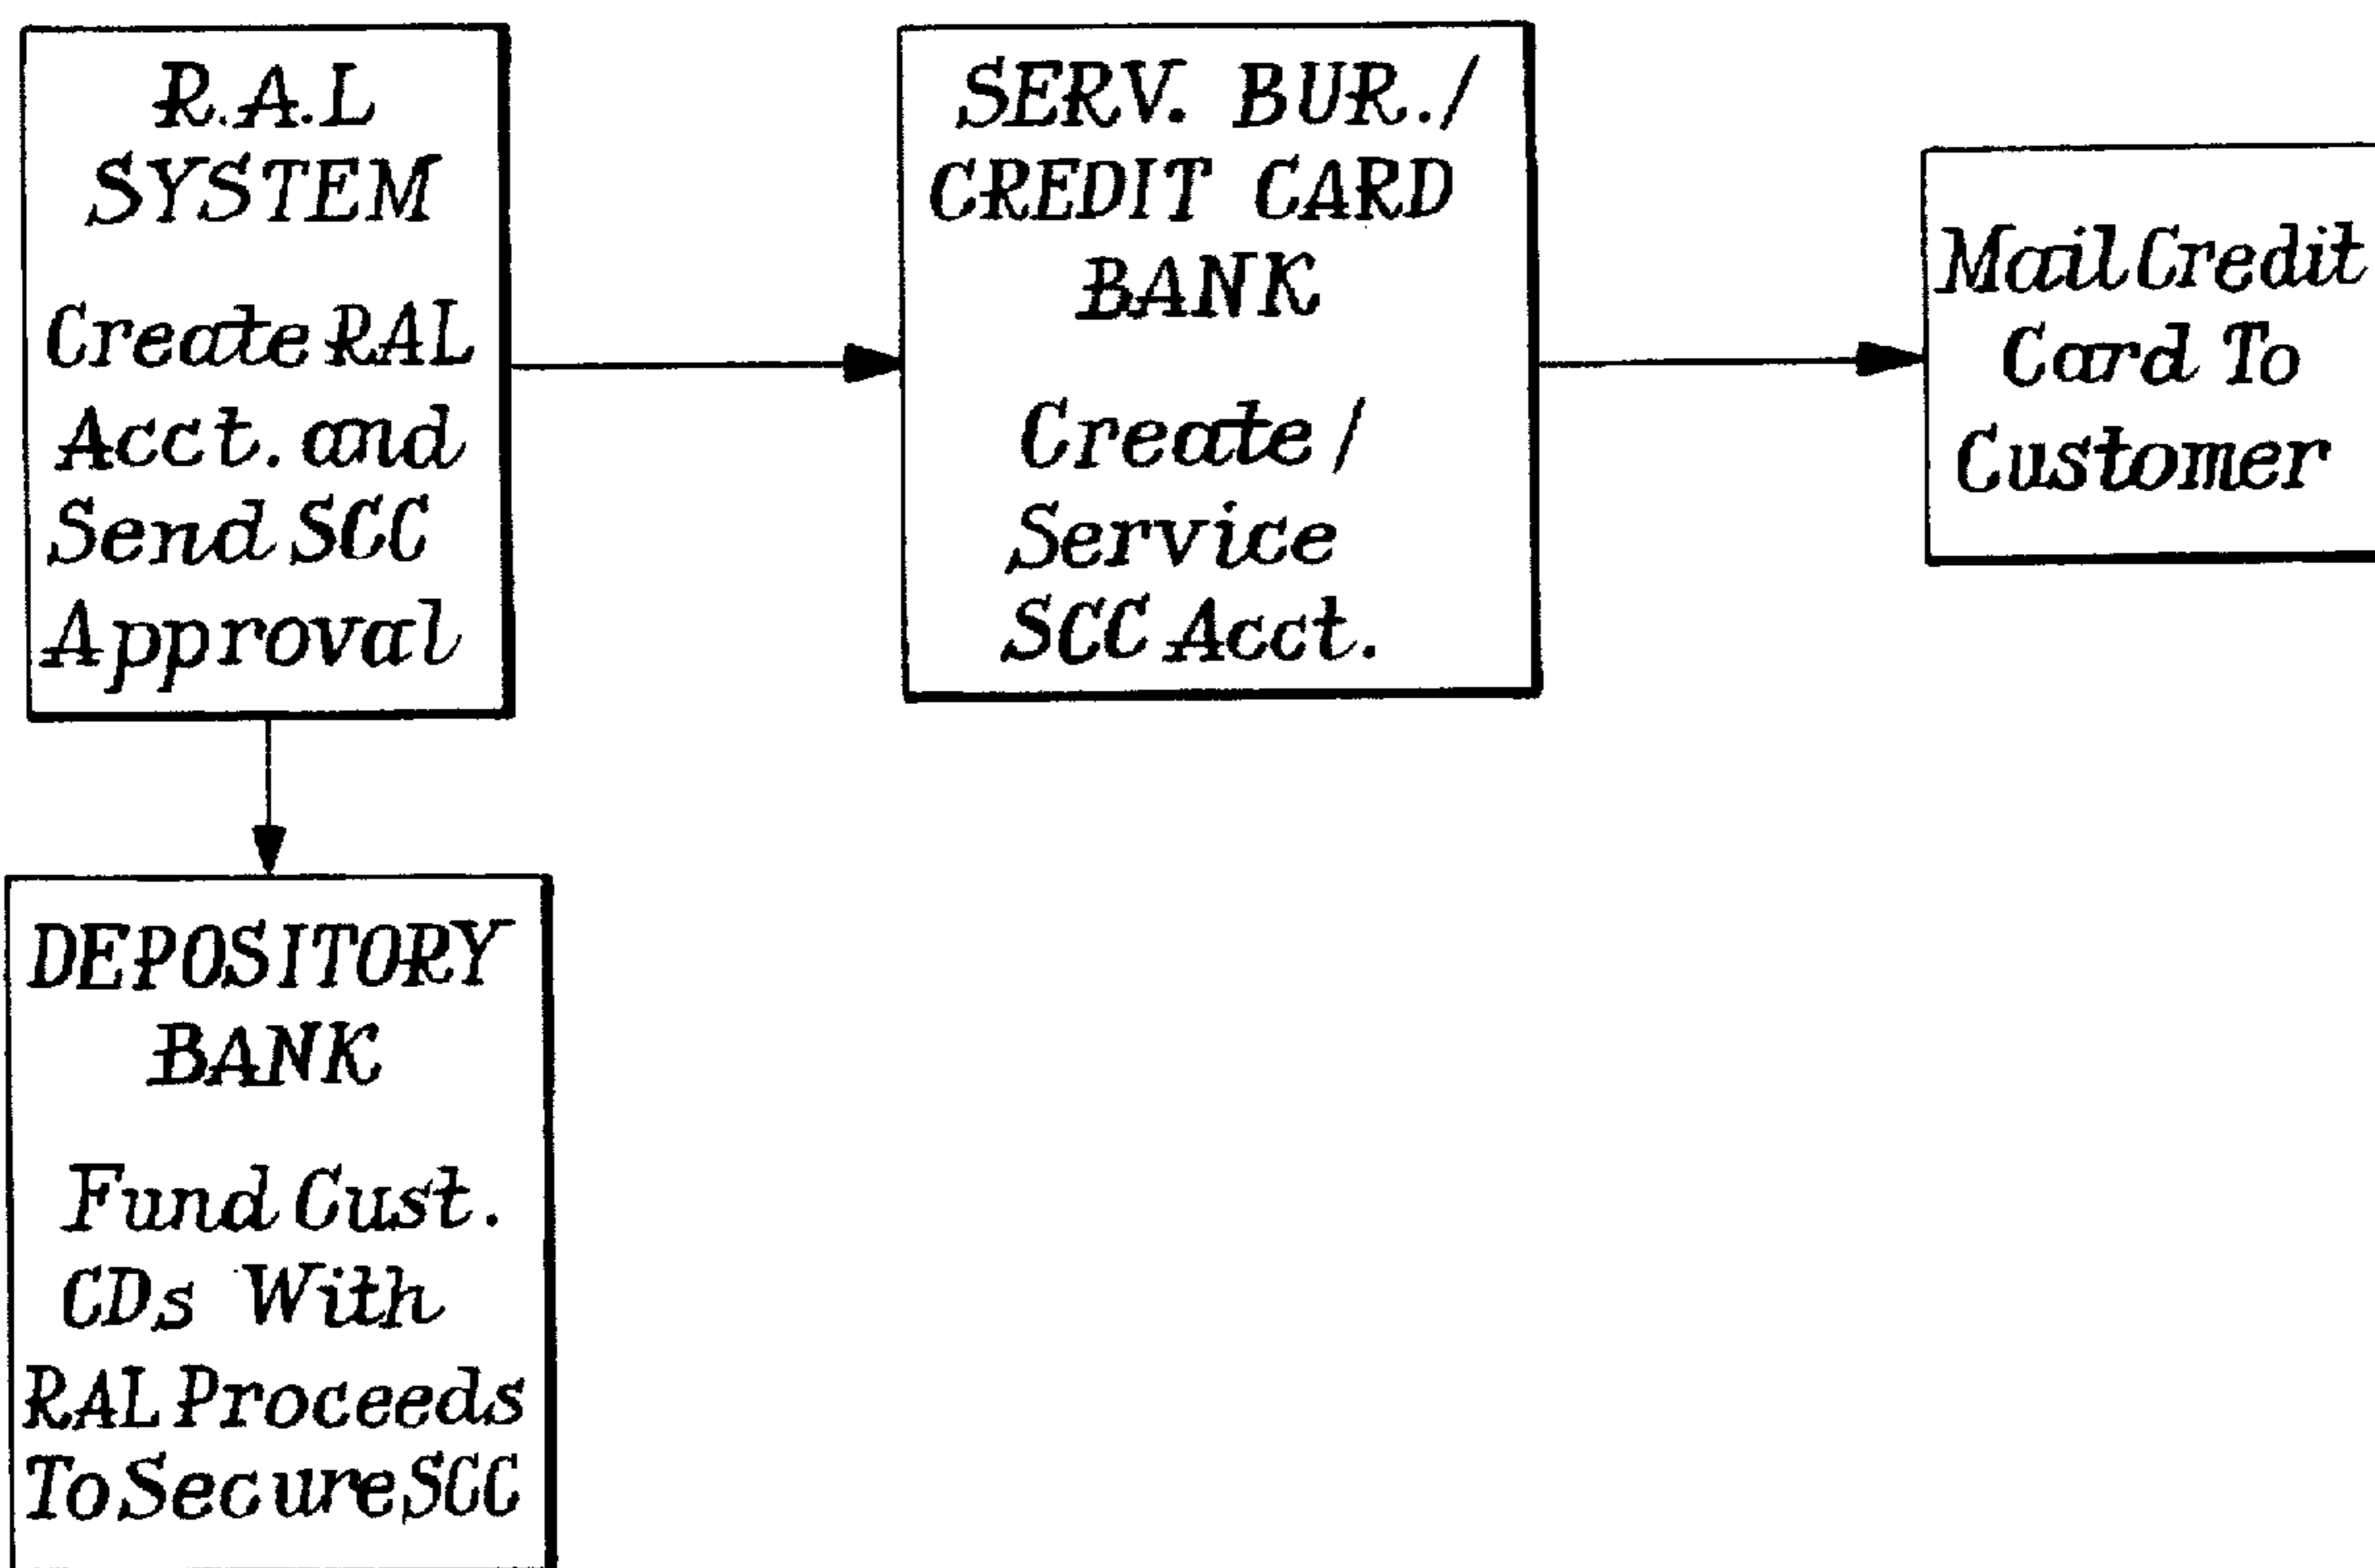 R.A.L
SYSTEM
Create RAL
Acct. and
Send SCC
Approval
SERV. BUR./
CREDIT CARD
BANK
Create/
Service
SCC Acct.
Mail Credit
Card To
Customer
DEPOSITORY
BANK
Fund Cust.
CDs With
RAL Proceeds
To Secure SCC